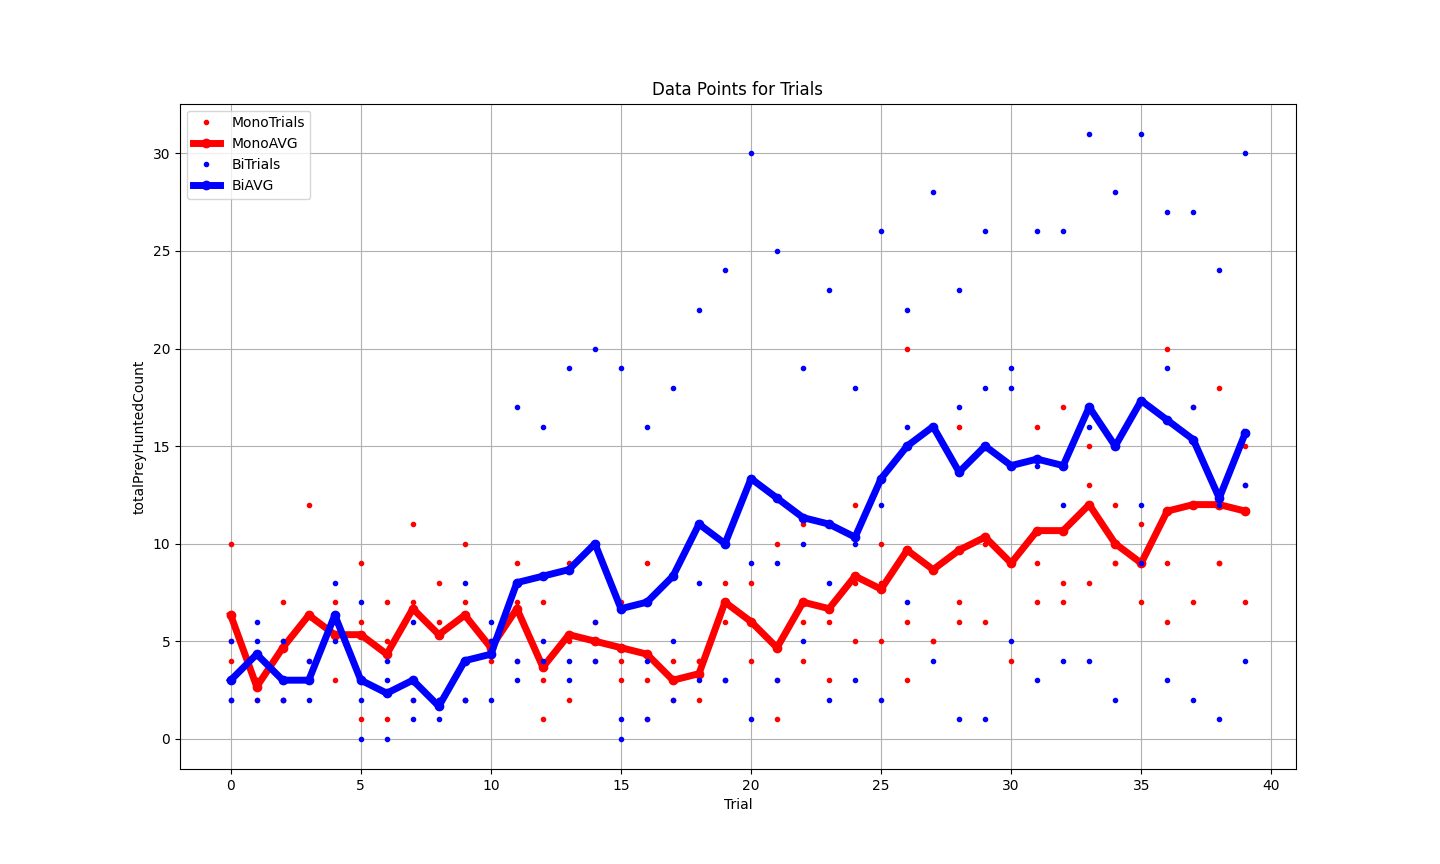 Data Points for Trials
MonoTrials
MonoAVG
BiTrials
BiAVG
totalPreyHuntedCount
30
25
20
15
10
5
0
0 5 10 15 20 25 30 35 40
Trial